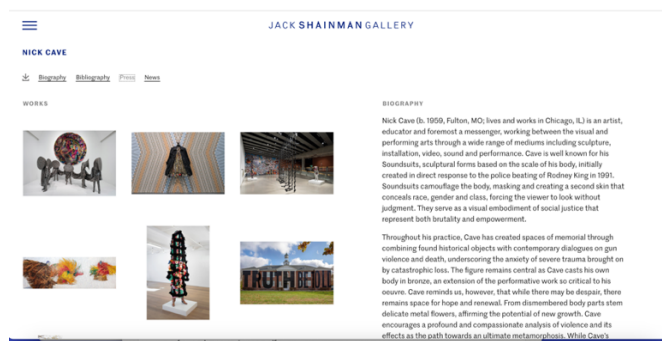 JACK SHAINMAN GALLERY
NICK CAVE
Biography Bibliography Press News
WORKS
BIOGRAPHY
Nick Cave (b. 1959, Fulton, MO; lives and works in Chicago, IL) is an artist,
educator and foremost a messenger, working between the visual and
performing arts through a wide range of mediums including sculpture,
installation, video, sound and performance. Cave is well known for his
Soundsuits, sculptural forms based on the scale of his body, initially
created in direct response to the police beating of Rodney King in 1991.
Soundsuits camouflage the body, masking and creating a second skin that
conceals race, gender and class, forcing the viewer to look without
judgment. They serve as a visual embodiment of social justice that
represent both brutality and empowerment.
Throughout his practice, Cave has created spaces of memorial through
combining found historical objects with contemporary dialogues on gun
violence and death, underscoring the anxiety of severe trauma brought on
by catastrophic loss. The figure remains central as Cave casts his own
body in bronze, an extension of the performative work so critical to his
oeuvre. Cave reminds us, however, that while there may be despair, there
remains space for hope and renewal. From dismembered body parts stem
delicate metal flowers, affirming the potential of new growth. Cave
encourages a profound and compassionate analysis of violence and its
effects as the path towards an ultimate metamorphosis. While Cave's
TRUTH BE